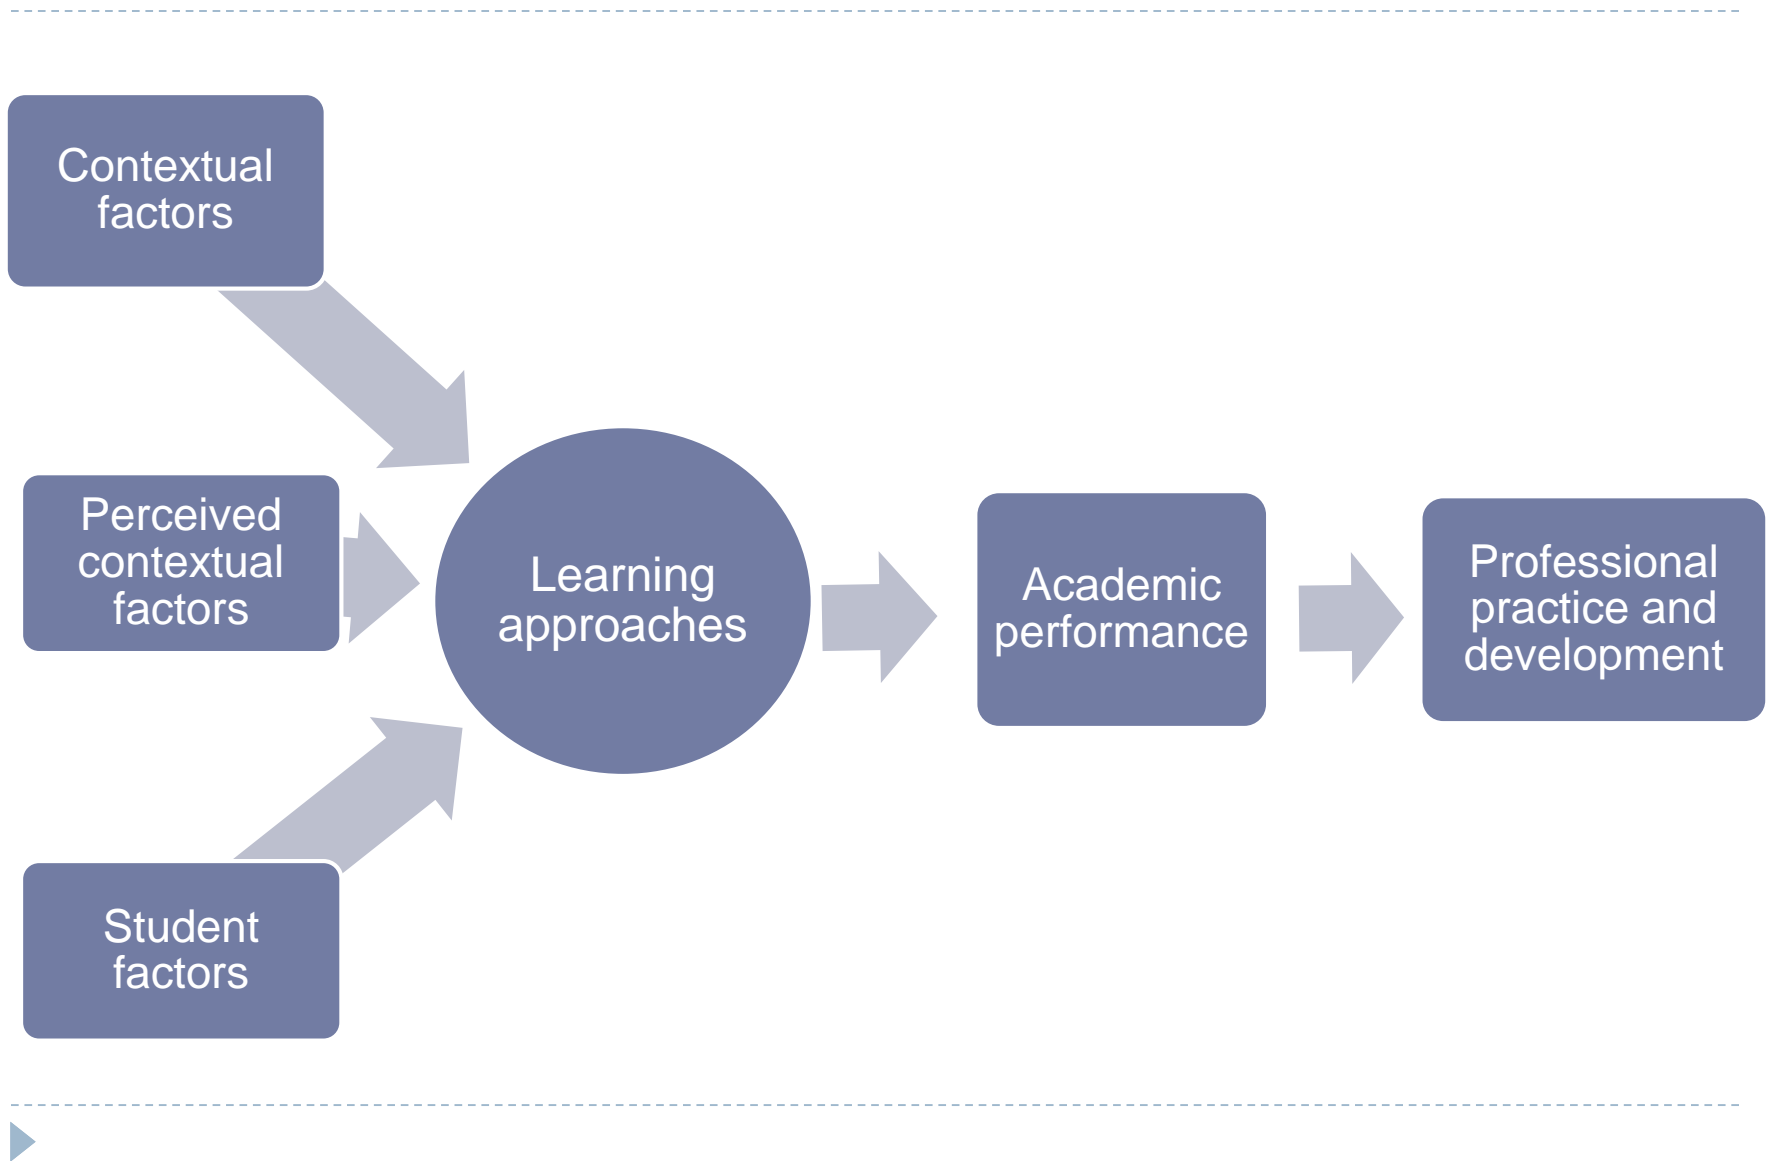 Contextual
factors
Perceived
contextual
factors
Student
factors
Learning
approaches
Academic
performance
Professional
practice and
development